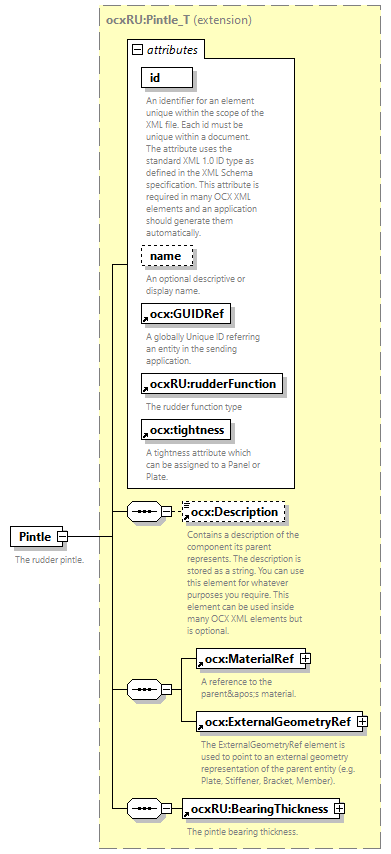 ocxRU:Pintle_T (extension)
attributes
id
An identifier for an element
unique within the scope of the
XML file. Each id must be
unique within a document.
The attribute uses the
standard XML 1.0 ID type as
defined in the XML Schema
specification. This attribute is
required in many OCX XML
elements and an application
should generate them
automatically.
name
An optional descriptive or
display name.
ocx:GUIDRef
A globally Unique ID referring
an entity in the sending
application.
ocxRU:rudderFunction
The rudder function type
ocx:tightness
A tightness attribute which
can be assigned to a Panel or
Plate.
Pintle
The rudder pintle.
ocx:Description
Contains a description of the
component its parent
represents. The description is
stored as a string. You can use
this element for whatever
purposes you require. This
element can be used inside
many OCX XML elements but
is optional.
ocx:MaterialRef
A reference to the
parent&apos;s material.
ocx:ExternalGeometryRef
The ExternalGeometryRef element is
used to point to an external geometry
representation of the parent entity (e.g.
Plate, Stiffener, Bracket, Member).
ocxRU:BearingThickness
The pintle bearing thickness.